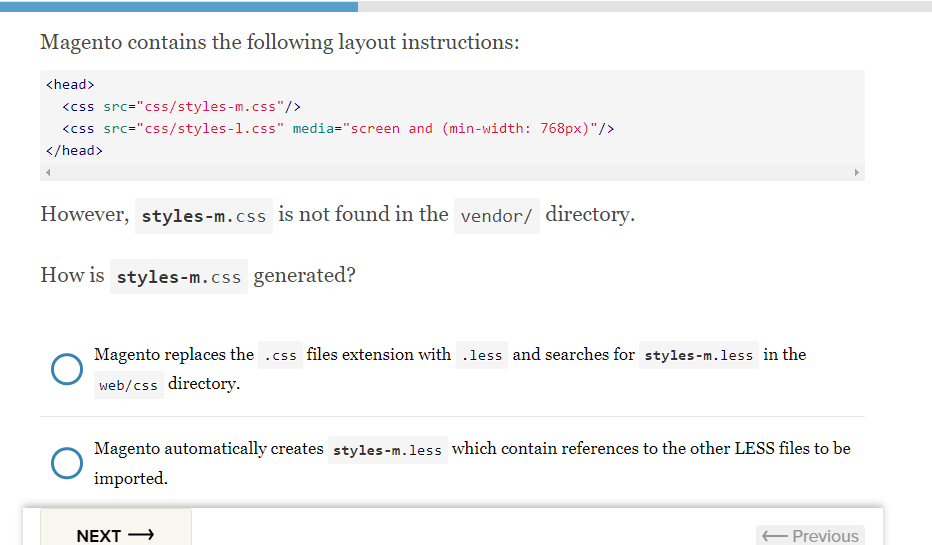 Magento contains the following layout instructions:
<head>
<css src="css/styles-m.css"/>
<css src="css/styles-l.css" media="screen and (min-width: 768px)"/>
</head>
However, styles-m.css is not found in the vendor/ directory.
How is styles-m.css generated?
Magento replaces the .css files extension with .less and searches for styles-m.less in the
web/css directory.
Magento automatically creates styles-m.less which contain references to the other LESS files to be
imported.
NEXT → ← Previous